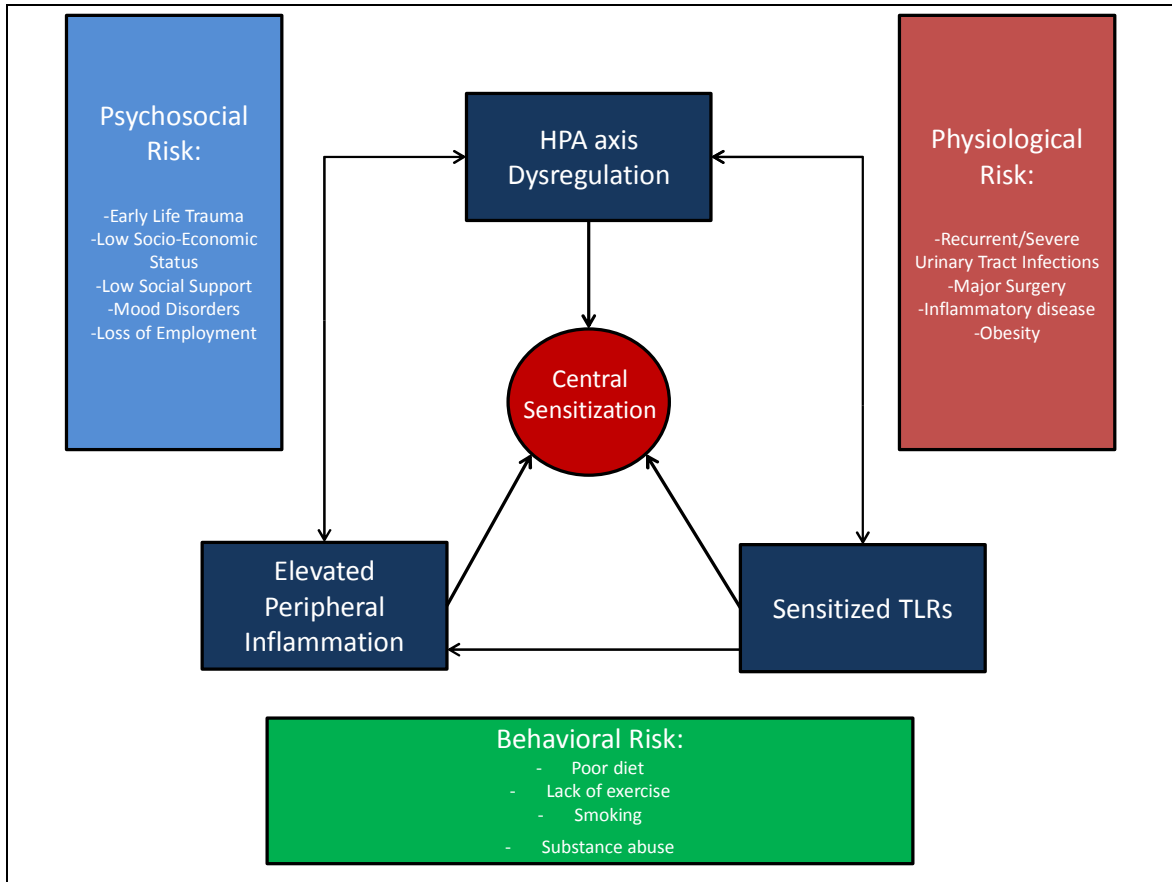 Psychosocial
Risk:
-Early Life Trauma
-Low Socio-Economic
Status
-Low Social Support
-Mood Disorders
-Loss of Employment
HPA axis
Dysregulation
Physiological
Risk:
-Recurrent/Severe
Urinary Tract Infections
-Major Surgery
-Inflammatory disease
-Obesity
Central
Sensitization
Elevated
Peripheral
Inflammation
Sensitized TLRs
Behavioral Risk:
- Poor diet
- Lack of exercise
- Smoking
- Substance abuse